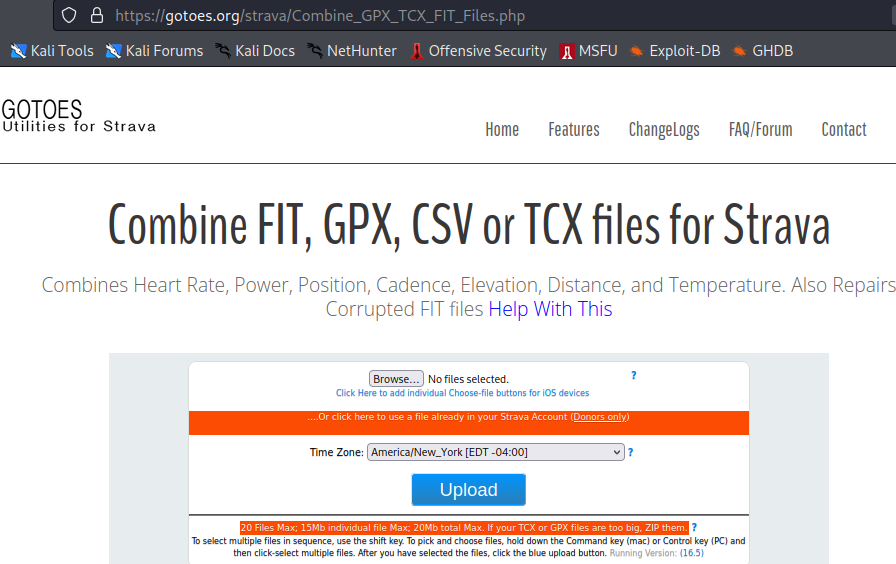 https://gotoes.org/strava/Combine_GPX_TCX_FIT_Files.php
Kali Tools Kali Forums Kali Docs NetHunter Offensive Security MSFU Exploit-DB GHDB
GOTOES
Utilities for Strava
Home Features ChangeLogs FAQ/Forum Contact
Combine FIT, GPX, CSV or TCX files for Strava
Combines Heart Rate, Power, Position, Cadence, Elevation, Distance, and Temperature. Also Repairs
Corrupted FIT files Help With This
Browse... No files selected. ?
Click Here to add individual Choose-file buttons for iOS devices
....Or click here to use a file already in your Strava Account (Donors only)
Time Zone: America/New_York [EDT -04:00] ?
Upload
20 Files Max; 15Mb individual file Max; 20Mb total Max. If your TCX or GPX files are too big, ZIP them. ?
To select multiple files in sequence, use the shift key. To pick and choose files, hold down the Command key (mac) or Control key (PC) and
then click-select multiple files. After you have selected the files, click the blue upload button. Running Version: (16.5)